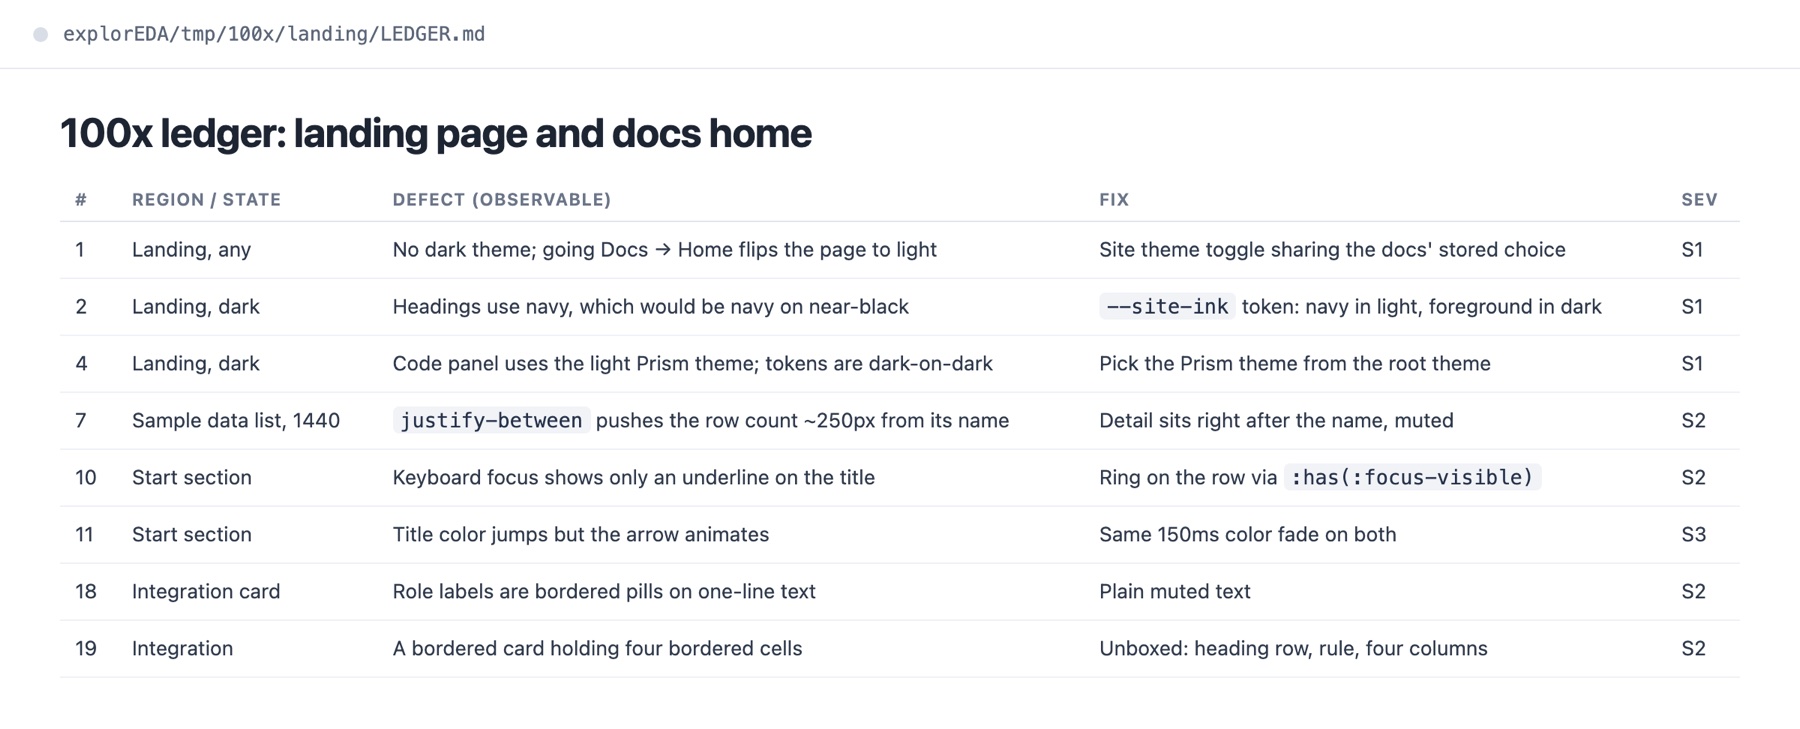 explorEDA/tmp/100x/landing/LEDGER.md
100x ledger: landing page and docs home
# REGION / STATE DEFECT (OBSERVABLE) FIX SEV
1 Landing, any No dark theme; going Docs → Home flips the page to light Site theme toggle sharing the docs' stored choice S1
2 Landing, dark Headings use navy, which would be navy on near-black --site-ink token: navy in light, foreground in dark S1
4 Landing, dark Code panel uses the light Prism theme; tokens are dark-on-dark Pick the Prism theme from the root theme S1
7 Sample data list, 1440 justify-between pushes the row count ~250px from its name Detail sits right after the name, muted S2
10 Start section Keyboard focus shows only an underline on the title Ring on the row via :has(:focus-visible) S2
11 Start section Title color jumps but the arrow animates Same 150ms color fade on both S3
18 Integration card Role labels are bordered pills on one-line text Plain muted text S2
19 Integration A bordered card holding four bordered cells Unboxed: heading row, rule, four columns S2